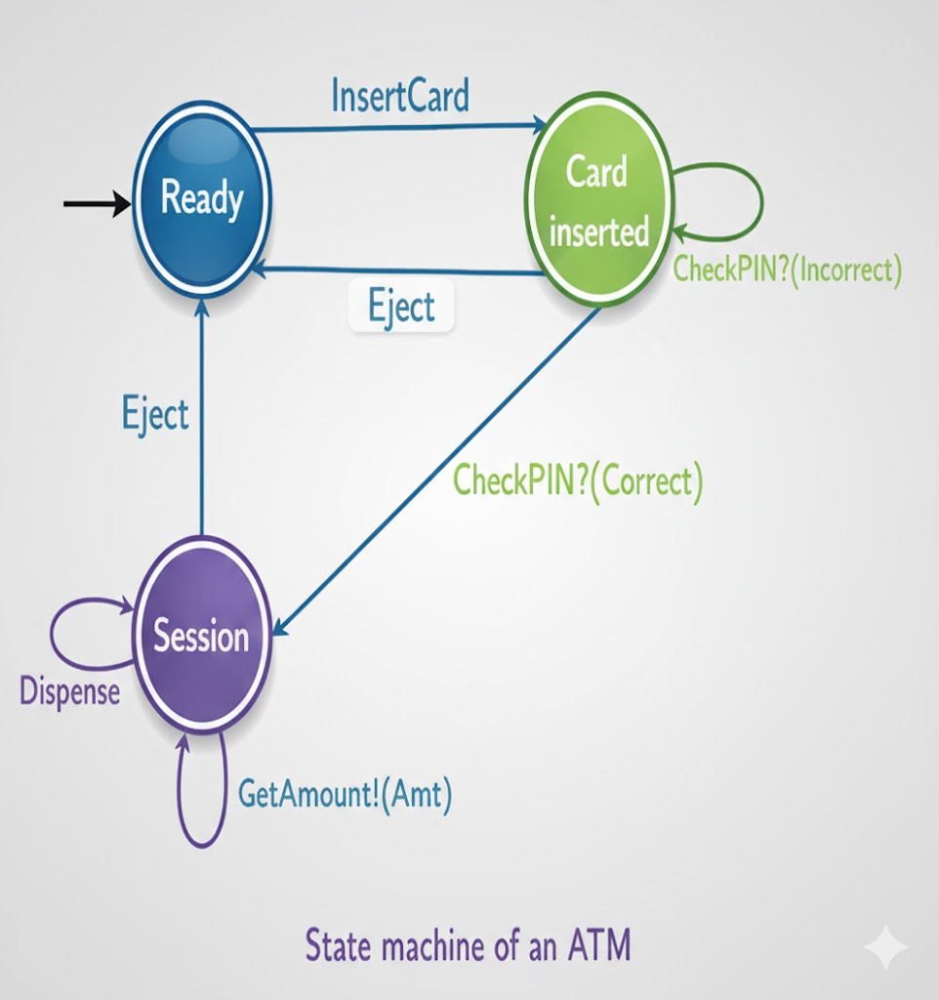 InsertCard
Ready
Card
inserted
CheckPIN?(Incorrect)
Eject
Eject
CheckPIN?(Correct)
Session
Dispense
GetAmount!(Amt)
State machine of an ATM